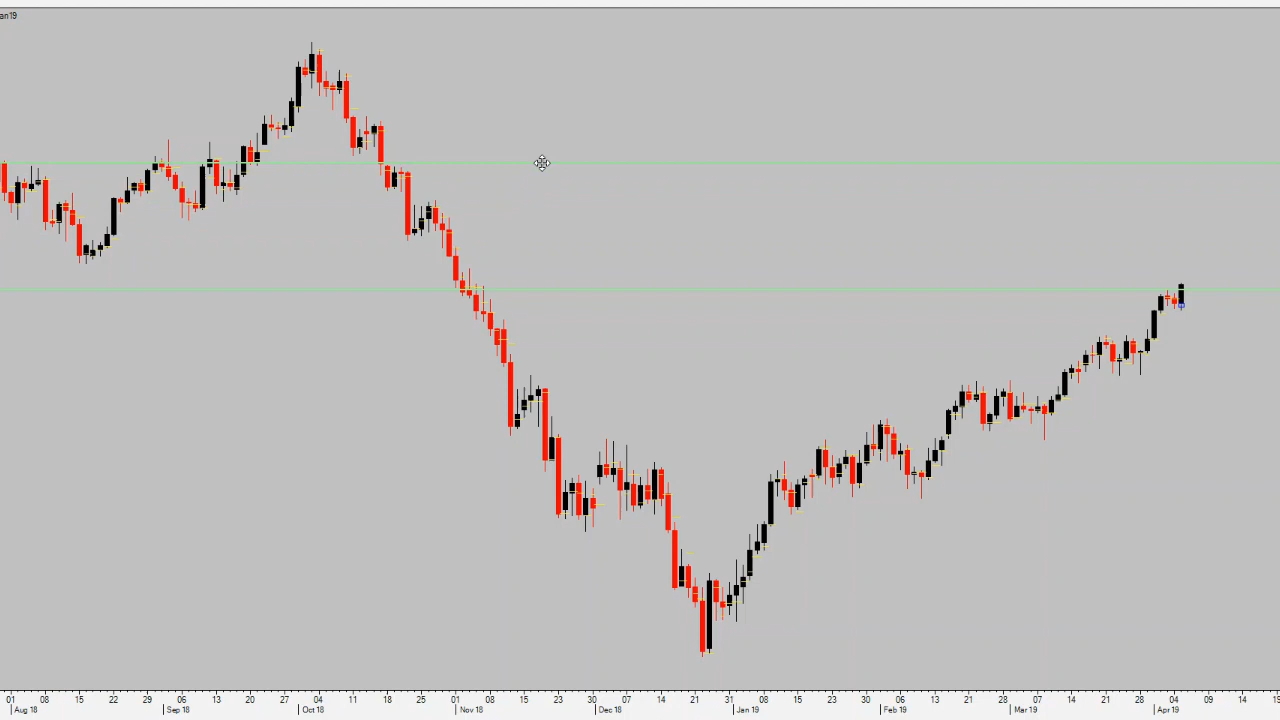 an19
01 08 15 22 29 06 13 20 27 04 11 18 25 01 08 15 23 30 07 14 21 31 08 15 23 30 06 13 21 28 07 14 21 28 04 09 15
Aug 18 Sep 18 Oct 18 Nov 18 Dec 18 Jan 19 Feb 19 Mar 19 Apr 19